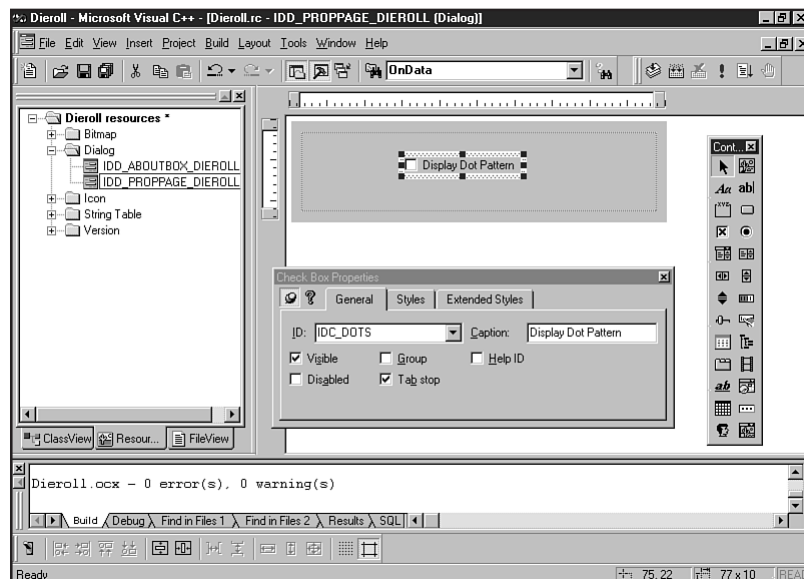 Dieroll - Microsoft Visual C++ - [Dieroll.rc - IDD_PROPPAGE_DIEROLL (Dialog)]
File Edit View Insert Project Build Layout Tools Window Help
OnData
Dieroll resources *
Bitmap
Dialog
IDD_ABOUTBOX_DIEROLL
IDD_PROPPAGE_DIEROLL
Icon
String Table
Version
Display Dot Pattern
Cont...
Aa ab|
Check Box Properties
General Styles Extended Styles
ID: IDC_DOTS Caption: Display Dot Pattern
Visible Group Help ID
Disabled Tab stop
ClassView Resour... FileView
Dieroll.ocx - 0 error(s), 0 warning(s)
Build Debug Find in Files 1 Find in Files 2 Results SQL
Ready 75, 22 77 x 10 READ